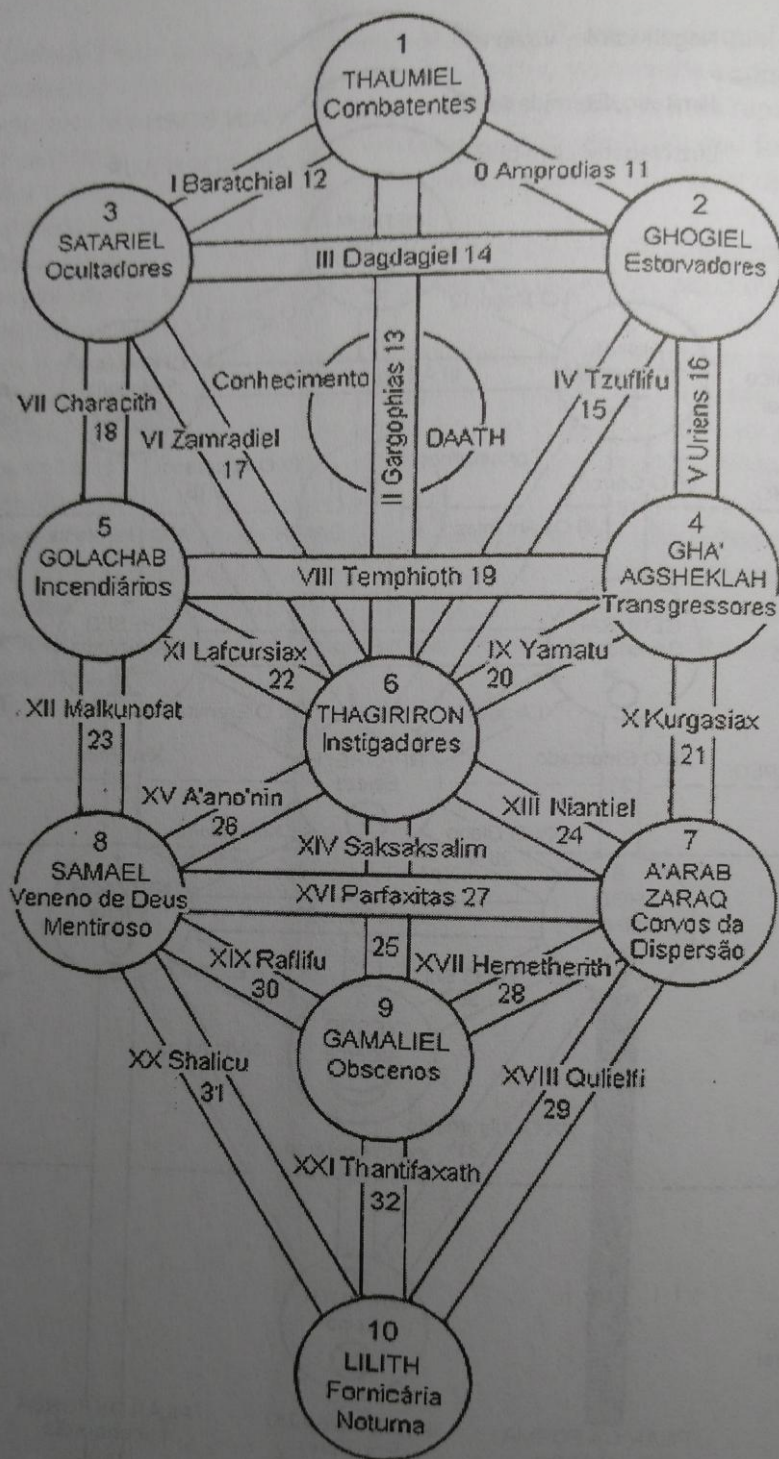 1
THAUMIEL
Combatentes
I Baratchial 12
0 Amprodias 11
3
SATARIEL
Ocultadores
2
GHOGIEL
Estorvadores
III Dagdagiel 14
Conhecimento
II Gargophias 13
DAATH
IV Tzuflifu
15
V Uriens 16
VII Characith
18
VI Zamradiel
17
5
GOLACHAB
Incendiários
4
GHA'
AGSHEKLAH
Transgressores
VIII Temphioth 19
XI Lafcursiax
22
IX Yamatu
20
6
THAGIRIRON
Instigadores
XII Malkunofat
23
X Kurgasiax
21
XV A'ano'nin
26
XIII Niantiel
24
8
SAMAEL
Veneno de Deus
Mentiroso
XIV Saksaksalim
7
A'ARAB
ZARAQ
Corvos da
Dispersão
XVI Parfaxitas 27
25
XIX Raflifu
30
XVII Hemetherith ?
28
9
GAMALIEL
Obscenos
XX Shalicu
31
XVIII Qulielfi
29
XXI Thantifaxath
32
10
LILITH
Fornicária
Noturna